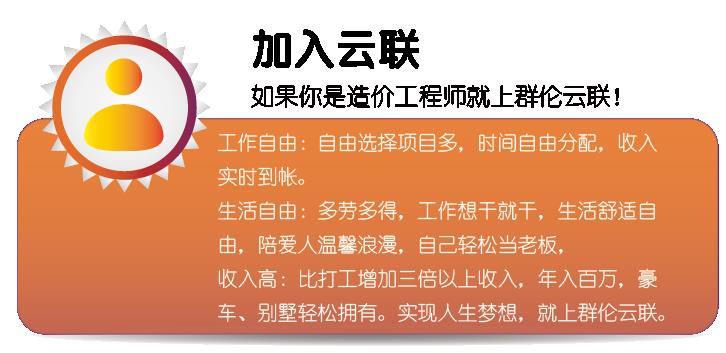 加入云联
如果你是造价工程师就上群伦云联！
工作自由：自由选择项目多，时间自由分配，收入
实时到帐。
生活自由：多劳多得，工作想干就干，生活舒适自
由，陪爱人温馨浪漫，自己轻松当老板，
收入高：比打工增加三倍以上收入，年入百万，豪
车、别墅轻松拥有。实现人生梦想，就上群伦云联。